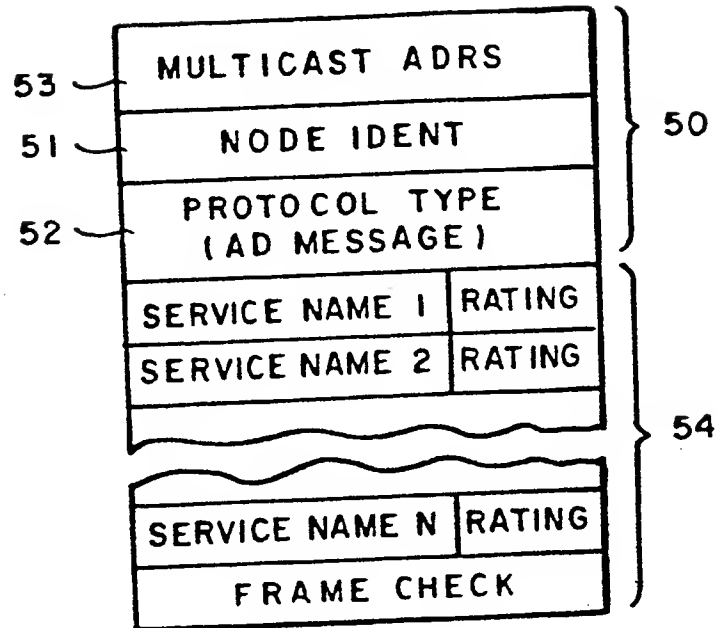 53 MULTICAST ADRS
50
51 NODE IDENT
52 PROTOCOL TYPE
(AD MESSAGE)
SERVICE NAME 1 RATING
SERVICE NAME 2 RATING
54
SERVICE NAME N RATING
FRAME CHECK